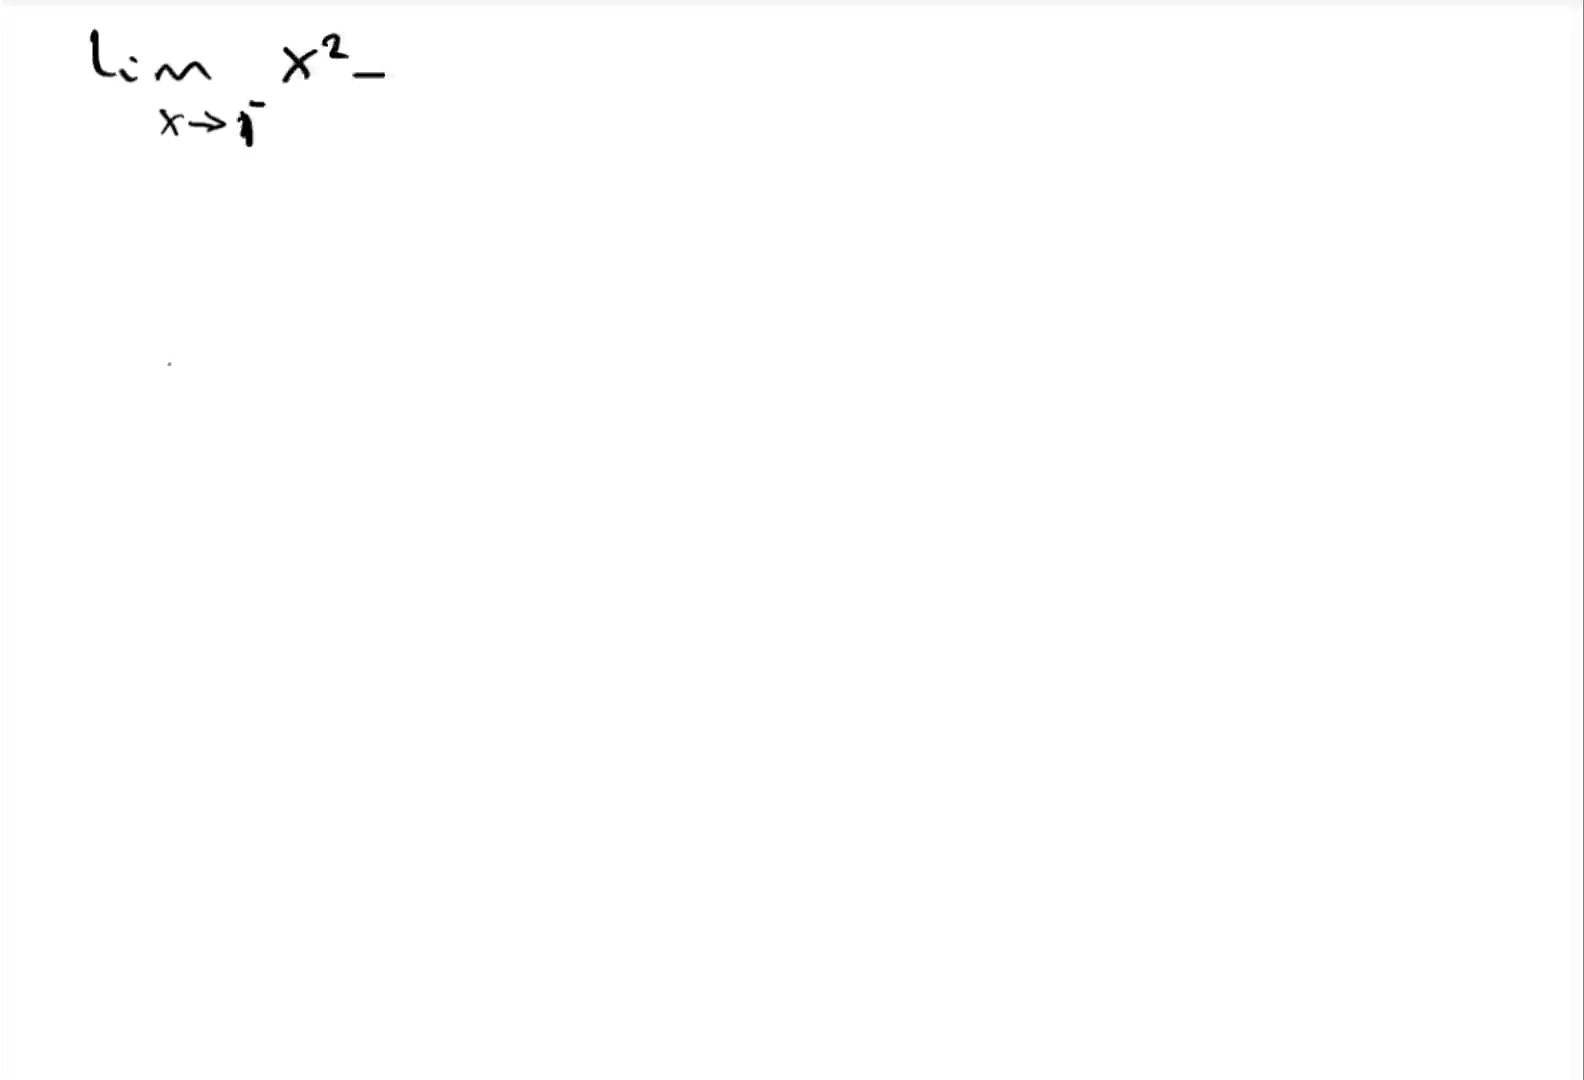 lim x² –
x→1⁻